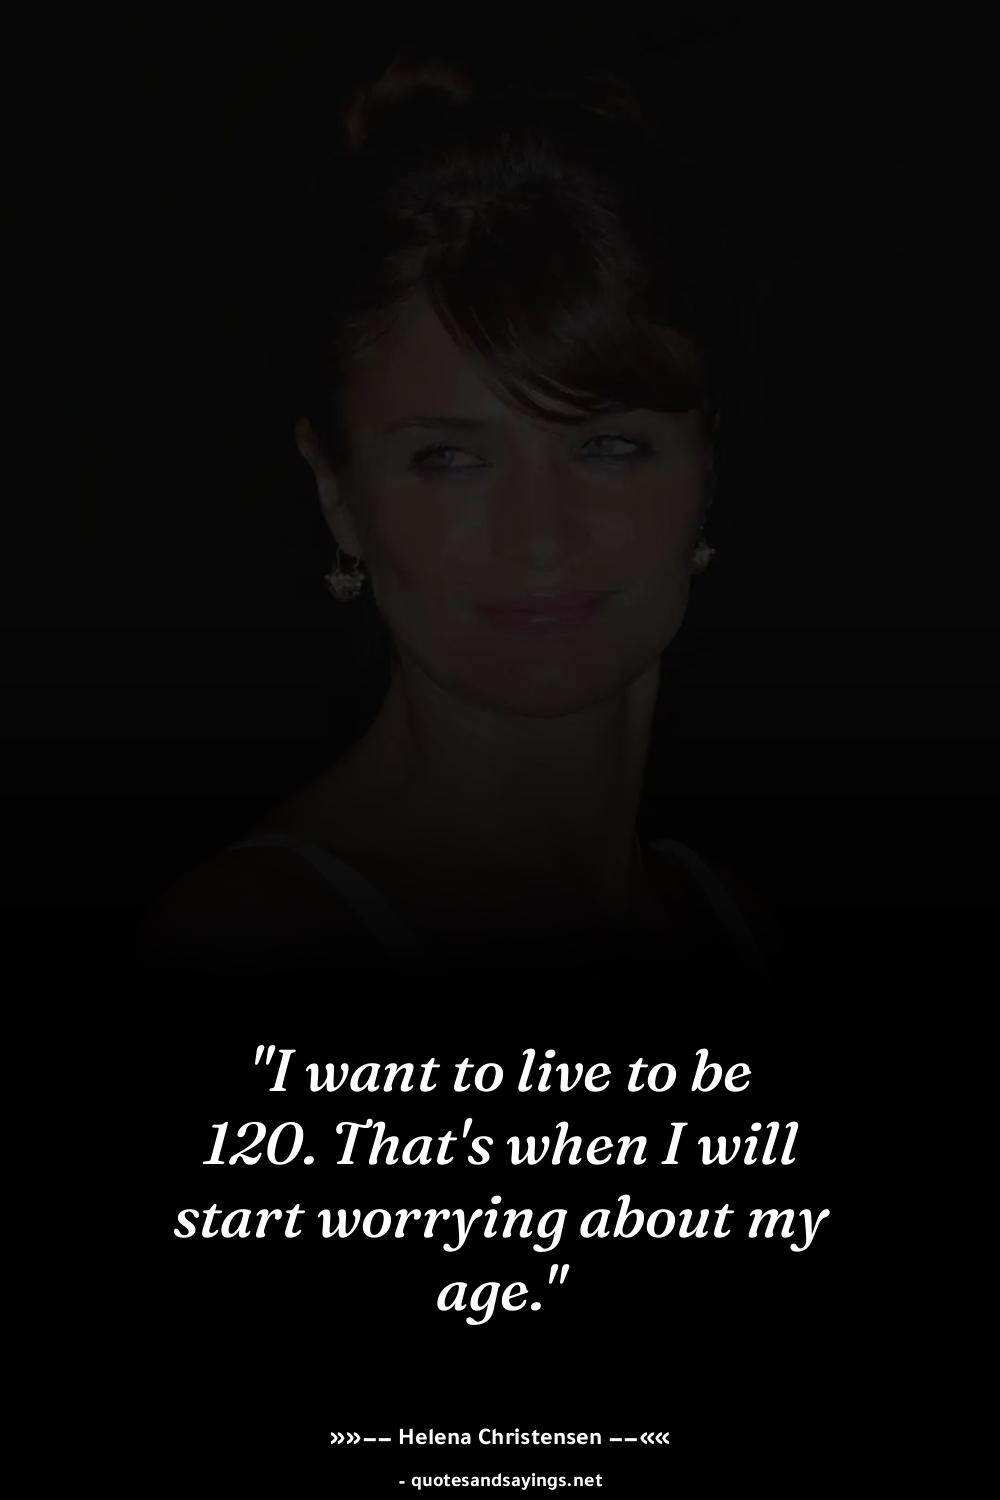 "I want to live to be
120. That's when I will
start worrying about my
age."
»»–– Helena Christensen ––««
- quotesandsayings.net